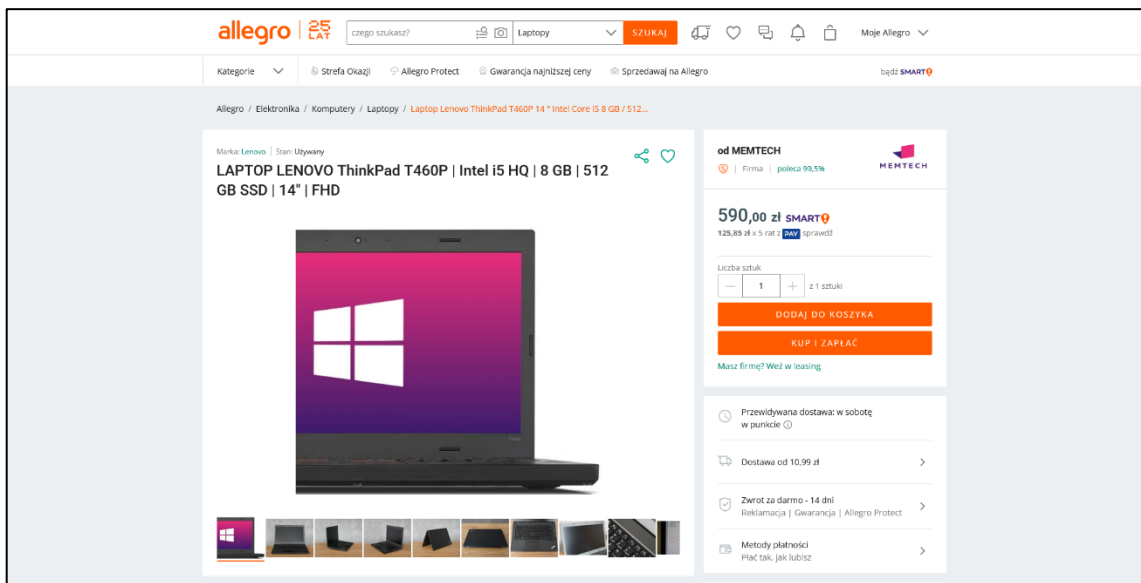 allegro 25 LAT
czego szukasz?
Laptopy
SZUKAJ
Moje Allegro
Kategorie
Strefa Okazji
Allegro Protect
Gwarancja najniższej ceny
Sprzedawaj na Allegro
bądź SMART!
Allegro / Elektronika / Komputery / Laptopy / Laptop Lenovo ThinkPad T460P 14 " Intel Core I5 8 GB / 512...
Marka: Lenovo | Stan: Używany
LAPTOP LENOVO ThinkPad T460P | Intel i5 HQ | 8 GB | 512
GB SSD | 14" | FHD
od MEMTECH
MEMTECH
Firma | poleca 99,5%
590,00 zł SMART!
125,85 zł x 5 rat z PAY sprawdź
Liczba sztuk
— 1 + z 1 sztuki
DODAJ DO KOSZYKA
KUP I ZAPŁAĆ
Masz firmę? Weź w leasing
Przewidywana dostawa: w sobotę
w punkcie
Dostawa od 10,99 zł
Zwrot za darmo - 14 dni
Reklamacja | Gwarancja | Allegro Protect
Metody płatności
Płać tak, jak lubisz